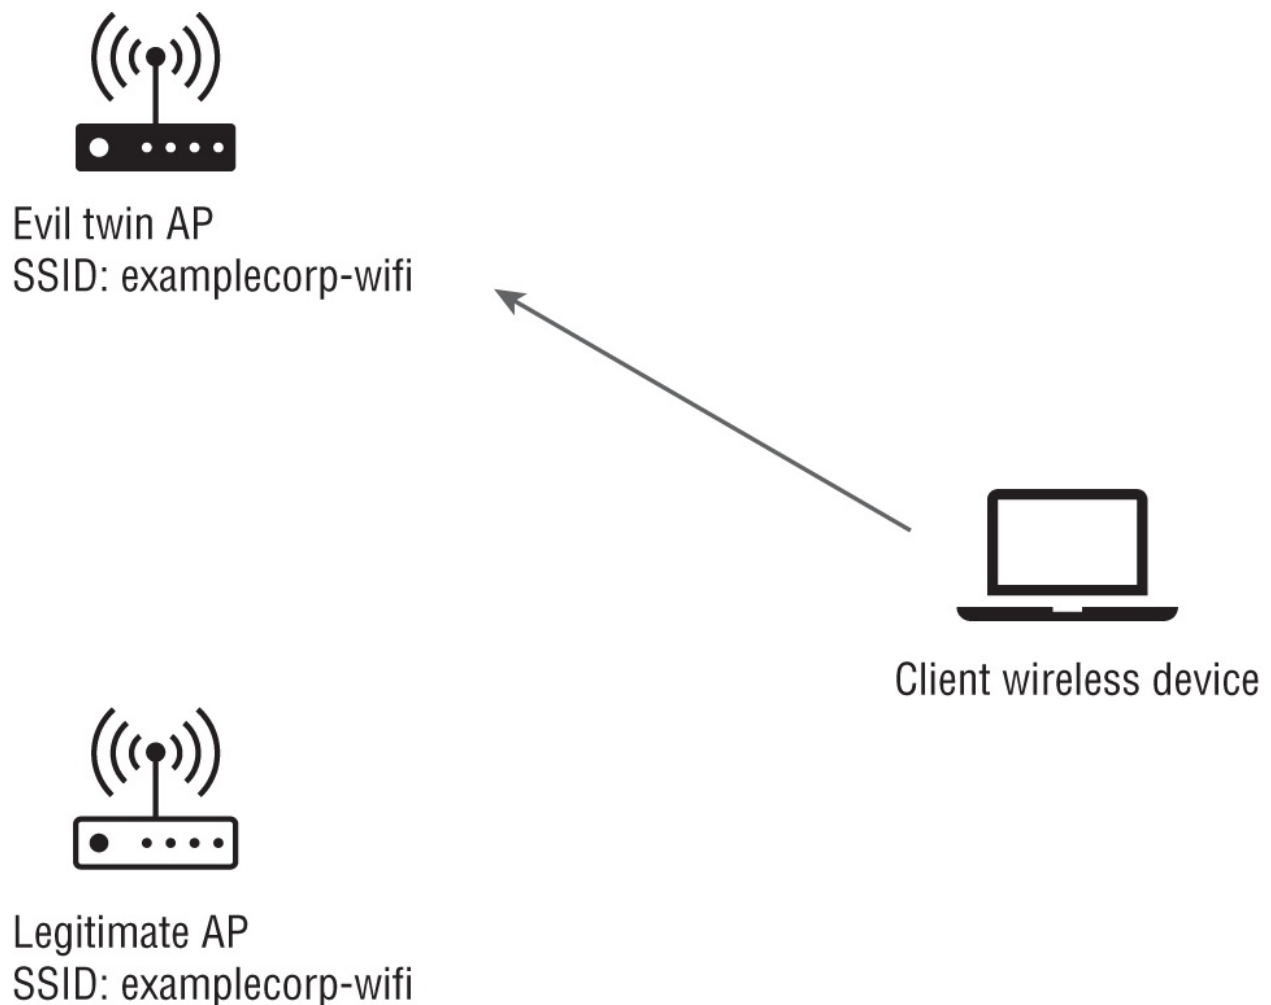 Evil twin AP
SSID: examplecorp-wifi
Client wireless device
Legitimate AP
SSID: examplecorp-wifi